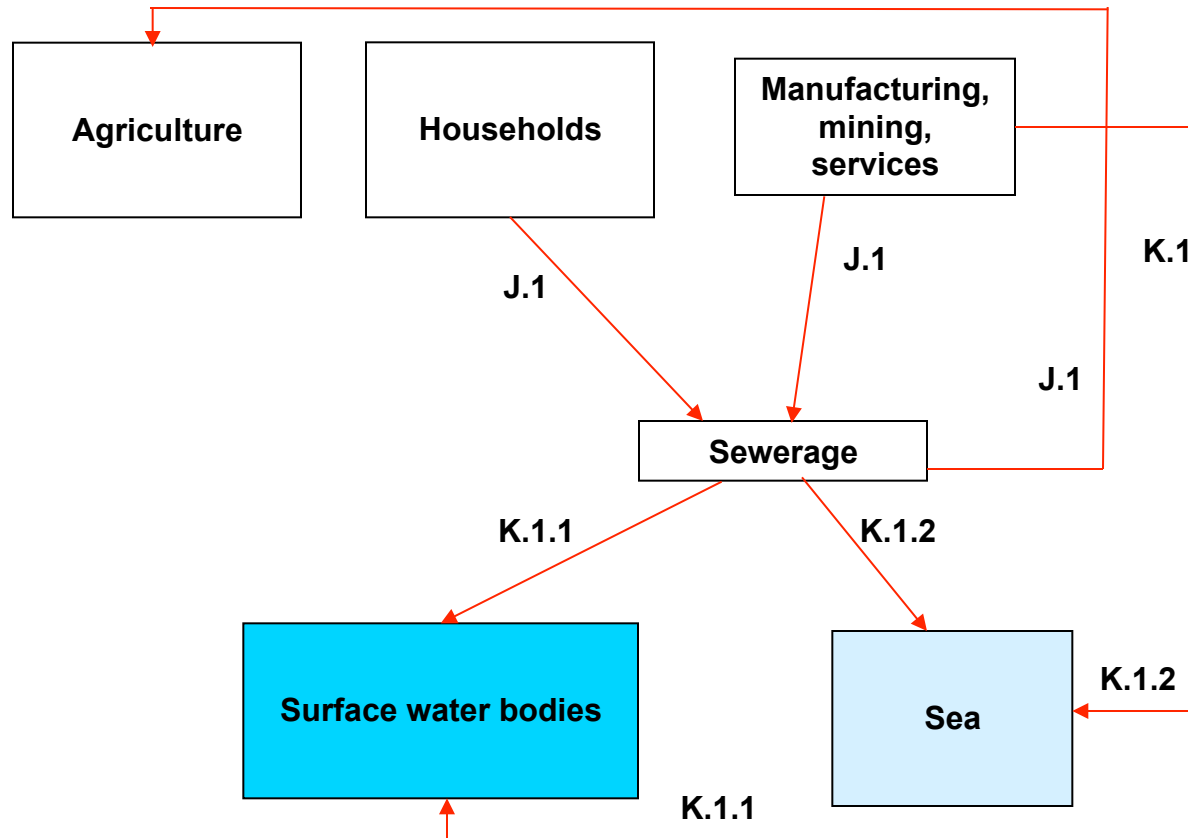 Agriculture
Households
Manufacturing,
mining,
services
J.1
J.1
K.1
J.1
Sewerage
K.1.1
K.1.2
Surface water bodies
Sea
K.1.2
K.1.1